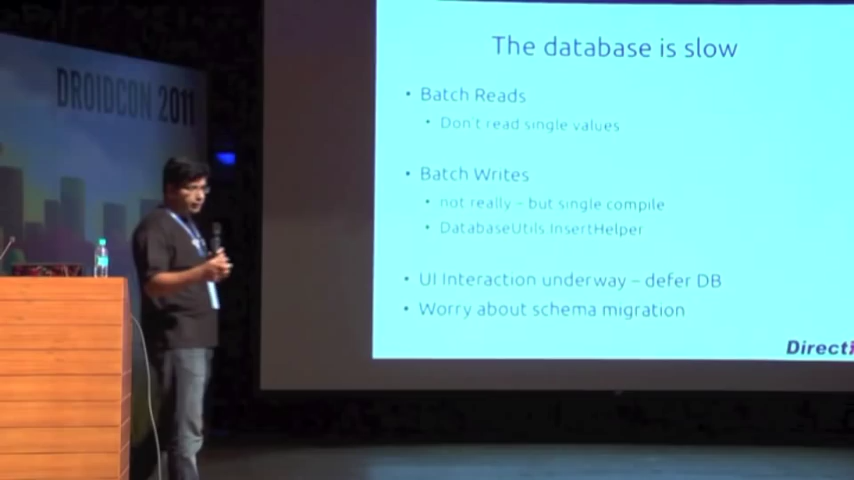 DROIDCON 2011
The database is slow
• Batch Reads
• Don't read single values
• Batch Writes
• not really – but single compile
• DatabaseUtils.InsertHelper
• UI Interaction underway – defer DB
• Worry about schema migration
Directi